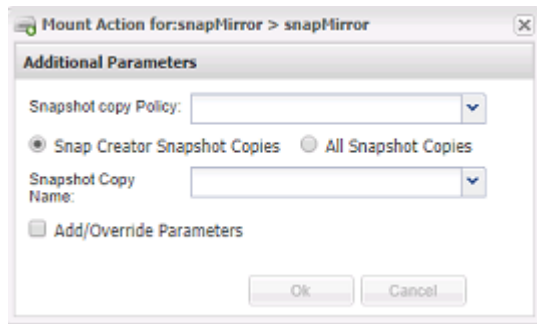 Mount Action for:snapMirror > snapMirror
Additional Parameters
Snapshot copy Policy:
Snap Creator Snapshot Copies All Snapshot Copies
Snapshot Copy
Name:
Add/Override Parameters
Ok Cancel